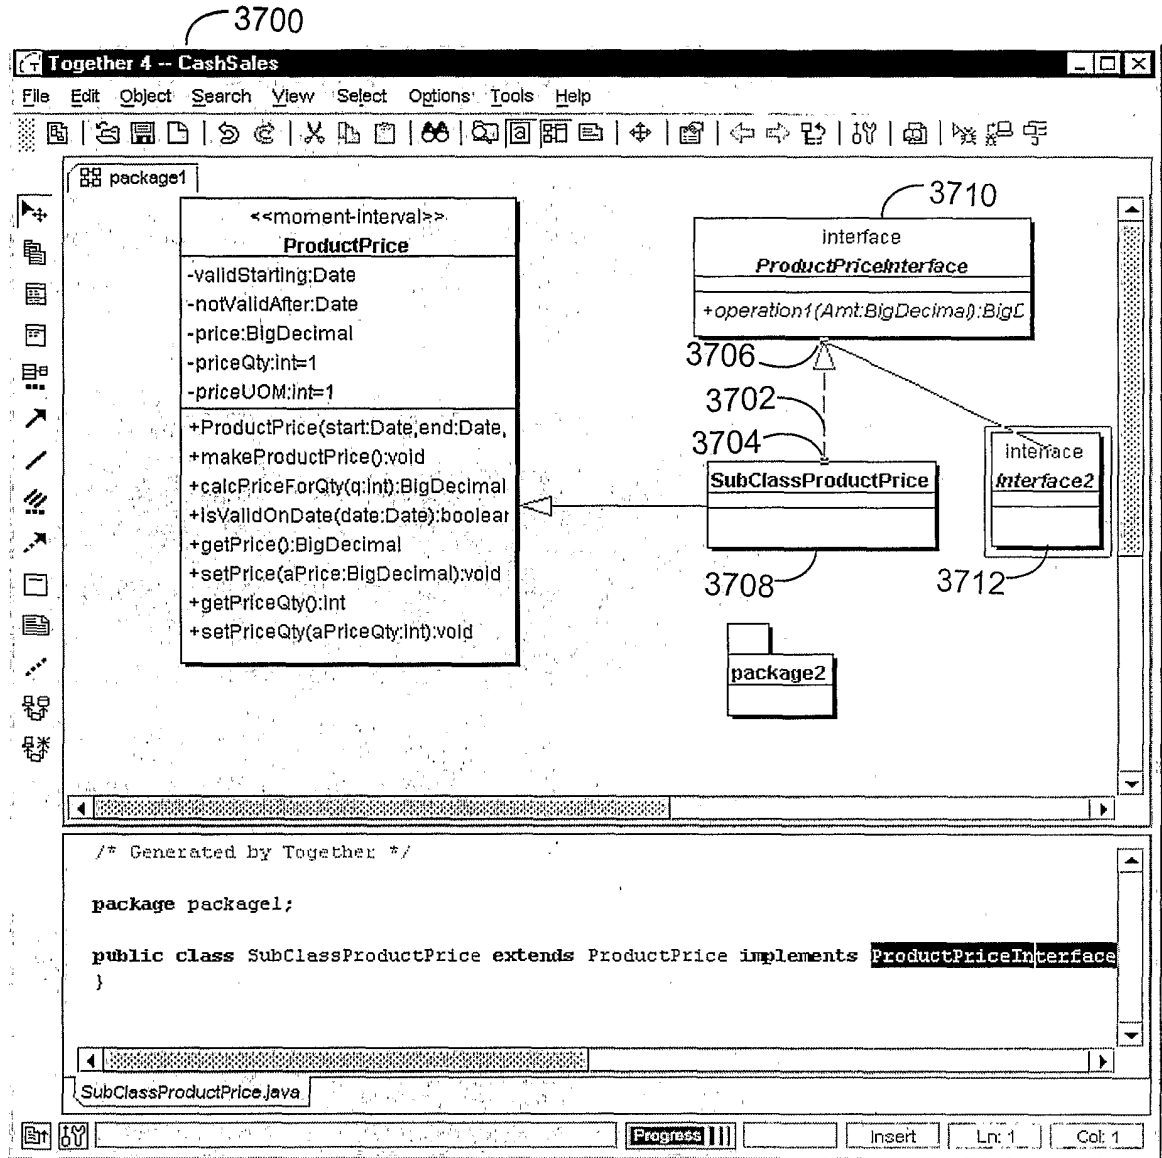 3700
Together 4 -- CashSales
File Edit Object Search View Select Options Tools Help
package1
<<moment-interval>>
ProductPrice
-validStarting:Date
-notValidAfter:Date
-price:BigDecimal
-priceQty:int=1
-priceUOM:int=1
+ProductPrice(start:Date,end:Date,
+makeProductPrice():void
+calcPriceForQty(q:int):BigDecimal
+isValidOnDate(date:Date):boolean
+getPrice():BigDecimal
+setPrice(aPrice:BigDecimal):void
+getPriceQty():int
+setPriceQty(aPriceQty:int):void
3710
interface
ProductPriceInterface
+operation1(Amt:BigDecimal):BigD
3706
3702
3704
SubClassProductPrice
3708
interface
Interface2
3712
package2
/* Generated by Together */
package package1;
public class SubClassProductPrice extends ProductPrice implements ProductPriceInterface
}
SubClassProductPrice.java
Progress Insert Ln: 1 Col: 1